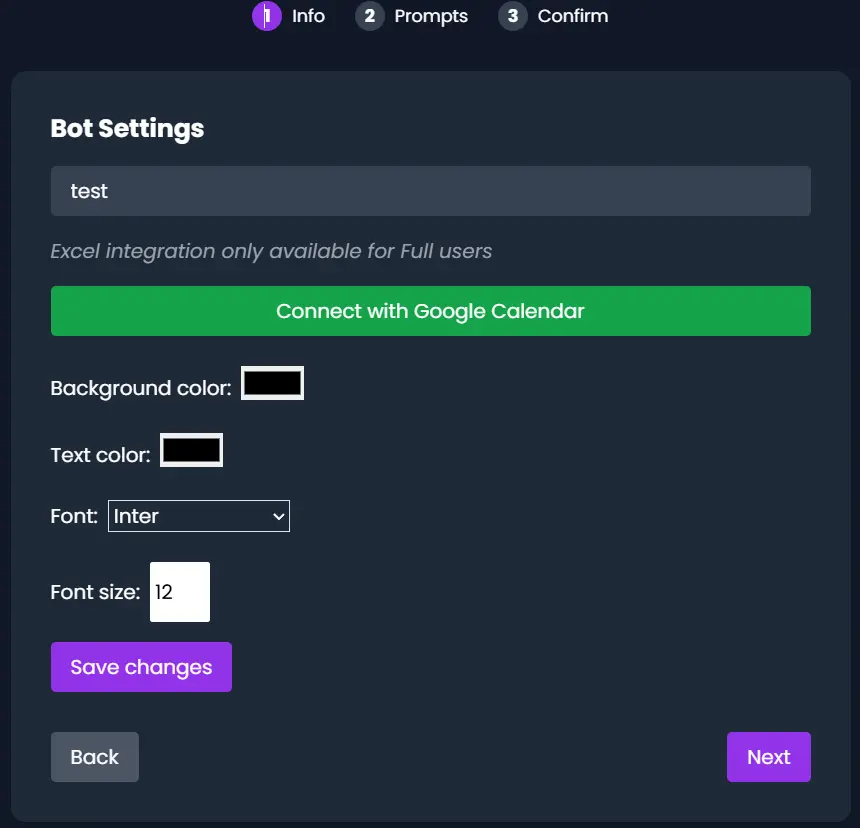 1 Info 2 Prompts 3 Confirm
Bot Settings
test
Excel integration only available for Full users
Connect with Google Calendar
Background color:
Text color:
Font: Inter
Font size: 12
Save changes
Back Next